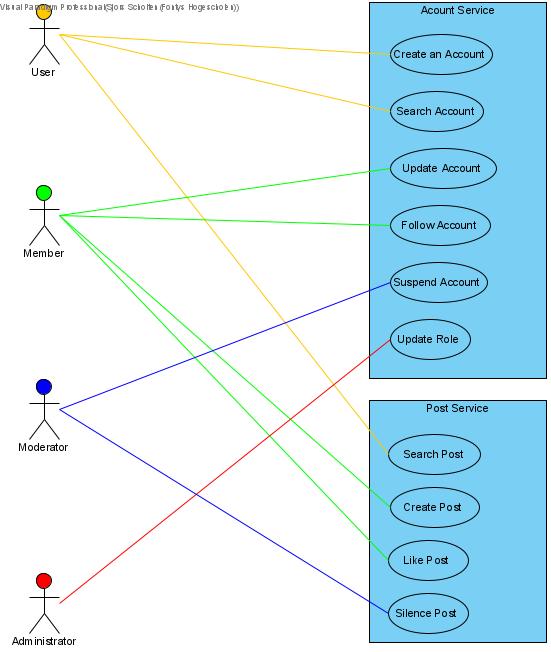 Visual Paradigm Professional(Sjors Scholten(Fontys Hogescholen))
Acount Service
User
Create an Account
Search Account
Update Account
Follow Account
Member
Suspend Account
Update Role
Post Service
Moderator
Search Post
Create Post
Like Post
Silence Post
Administrator